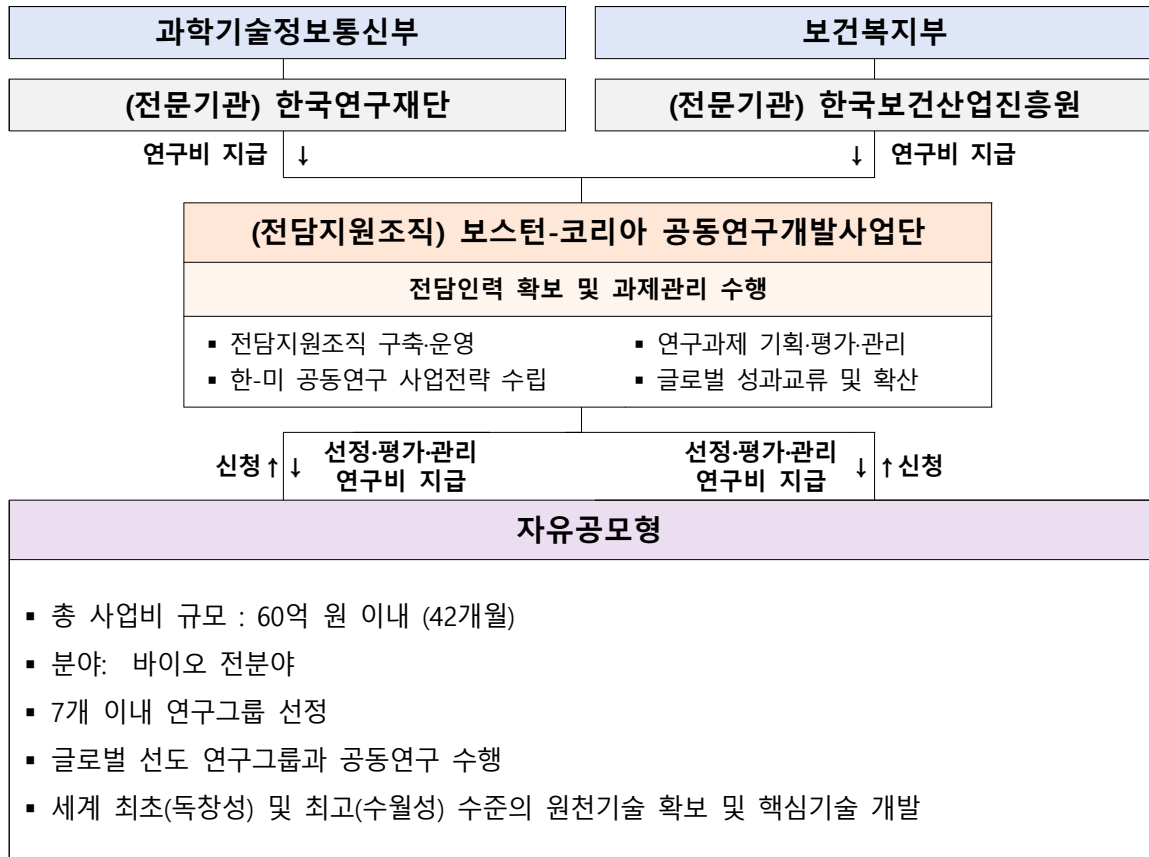 과학기술정보통신부
보건복지부
(전문기관) 한국연구재단
(전문기관) 한국보건산업진흥원
연구비 지급 ↓
↓ 연구비 지급
(전담지원조직) 보스턴-코리아 공동연구개발사업단
전담인력 확보 및 과제관리 수행
▪ 전담지원조직 구축·운영
▪ 한-미 공동연구 사업전략 수립
▪ 연구과제 기획·평가·관리
▪ 글로벌 성과교류 및 확산
신청 ↑ ↓ 선정·평가·관리
연구비 지급
선정·평가·관리 ↓ ↑ 신청
연구비 지급
자유공모형
▪ 총 사업비 규모 : 60억 원 이내 (42개월)
▪ 분야: 바이오 전분야
▪ 7개 이내 연구그룹 선정
▪ 글로벌 선도 연구그룹과 공동연구 수행
▪ 세계 최초(독창성) 및 최고(수월성) 수준의 원천기술 확보 및 핵심기술 개발